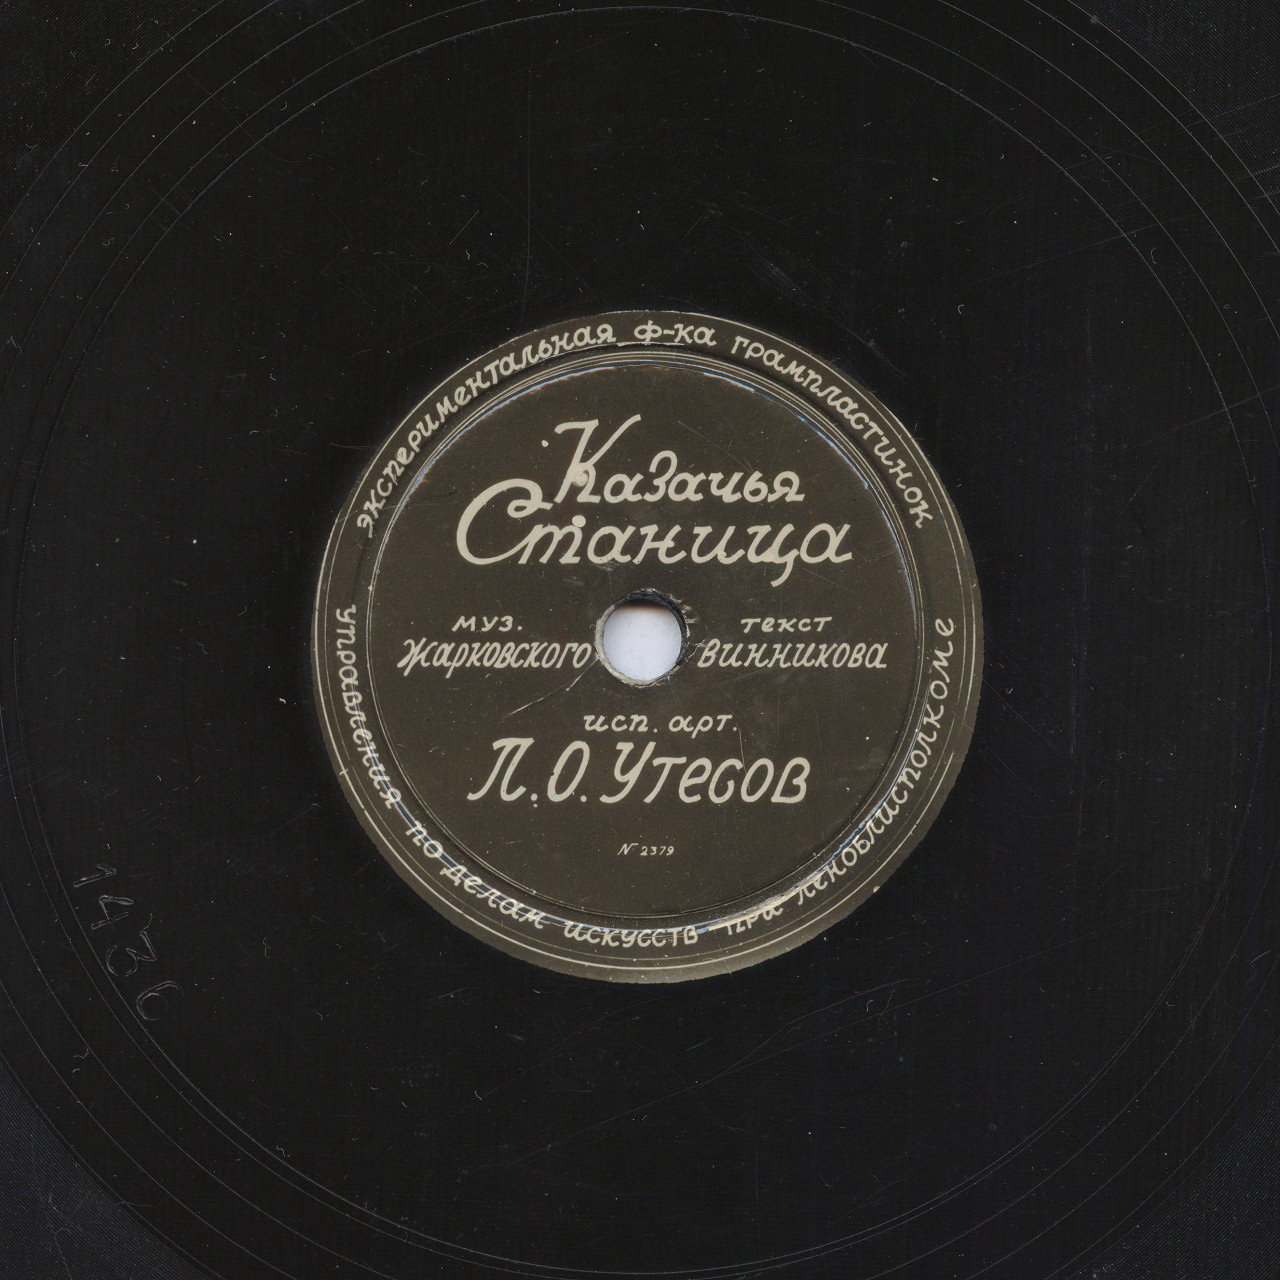 экспериментальная ф-ка грампластинок
Казачья
Станица
муз.
Жарковского
текст
Винникова
исп. арт.
Л. О. Утесов
№ 2379
управления по делам искусств при леноблисполкоме
1436